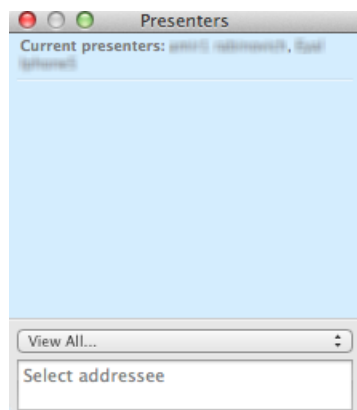 Presenters
Current presenters:
View All...
Select addressee